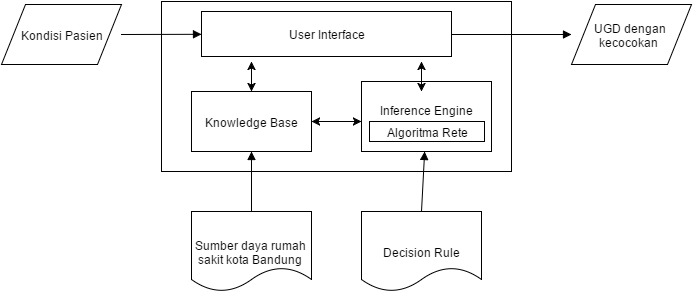 Kondisi Pasien
User Interface
UGD dengan
kecocokan
Knowledge Base
Inference Engine
Algoritma Rete
Sumber daya rumah
sakit kota Bandung
Decision Rule